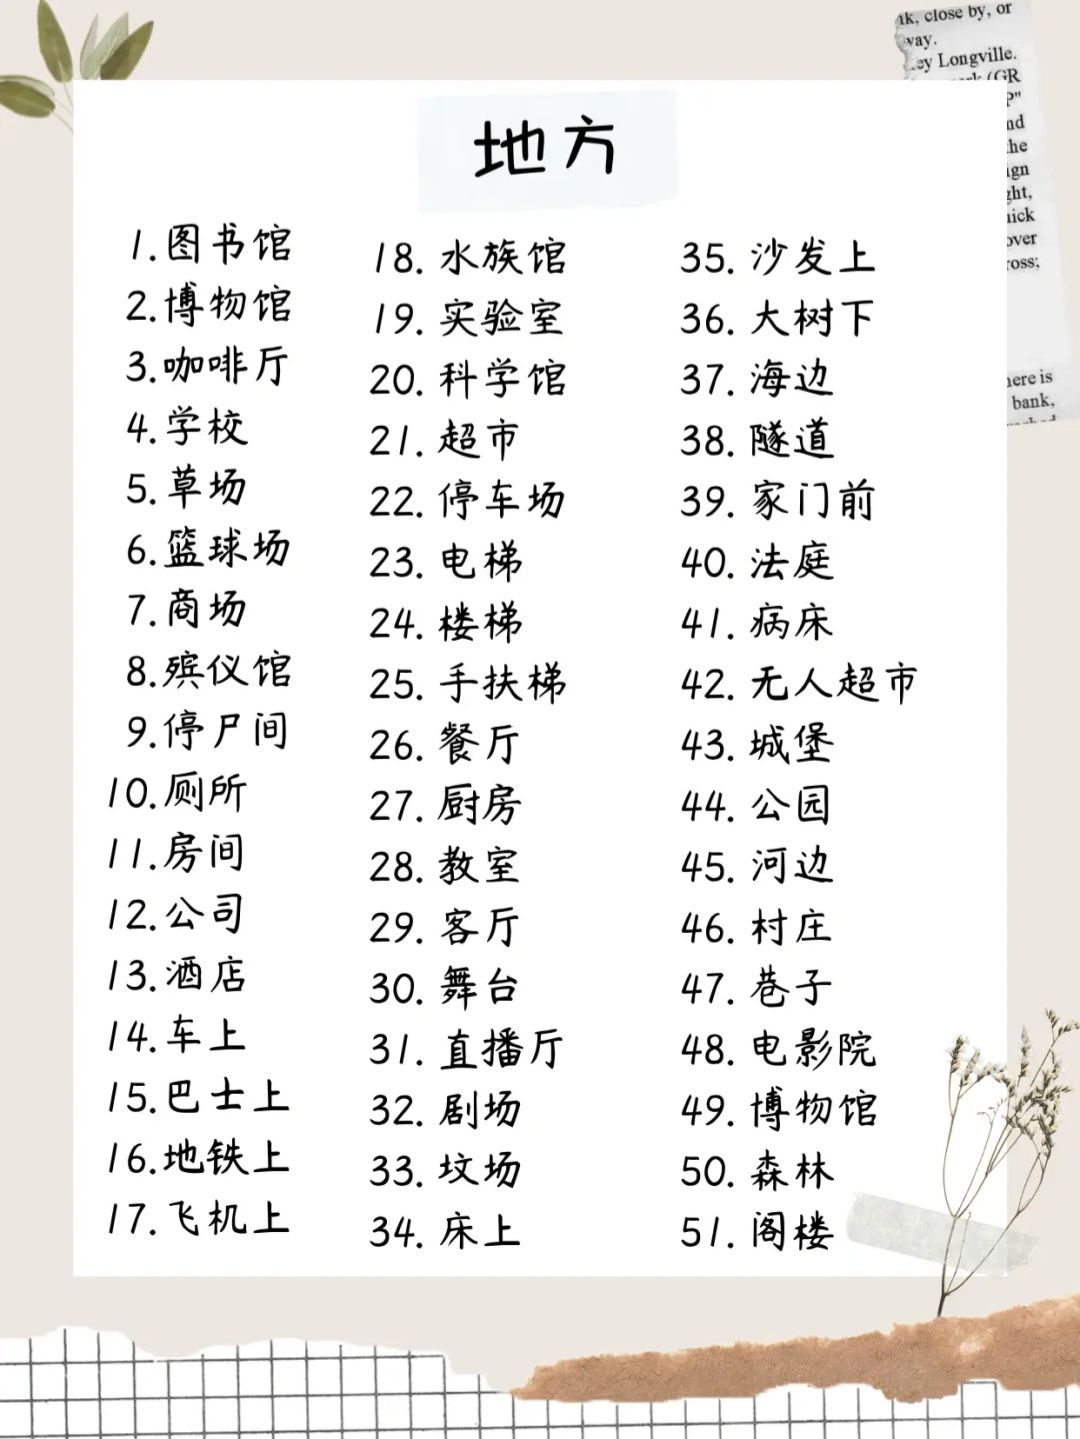 nk, close by, or
way.
ey Longville.
(GR
P"
nd
the
ign
ght,
nick
over
ross;
here is
bank,
地方
1.图书馆
2.博物馆
3.咖啡厅
4.学校
5.草场
6.篮球场
7.商场
8.殡仪馆
9.停尸间
10.厕所
11.房间
12.公司
13.酒店
14.车上
15.巴士上
16.地铁上
17.飞机上
18. 水族馆
19. 实验室
20. 科学馆
21. 超市
22. 停车场
23. 电梯
24. 楼梯
25. 手扶梯
26. 餐厅
27. 厨房
28. 教室
29. 客厅
30. 舞台
31. 直播厅
32. 剧场
33. 坟场
34. 床上
35. 沙发上
36. 大树下
37. 海边
38. 隧道
39. 家门前
40. 法庭
41. 病床
42. 无人超市
43. 城堡
44. 公园
45. 河边
46. 村庄
47. 巷子
48. 电影院
49. 博物馆
50. 森林
51. 阁楼